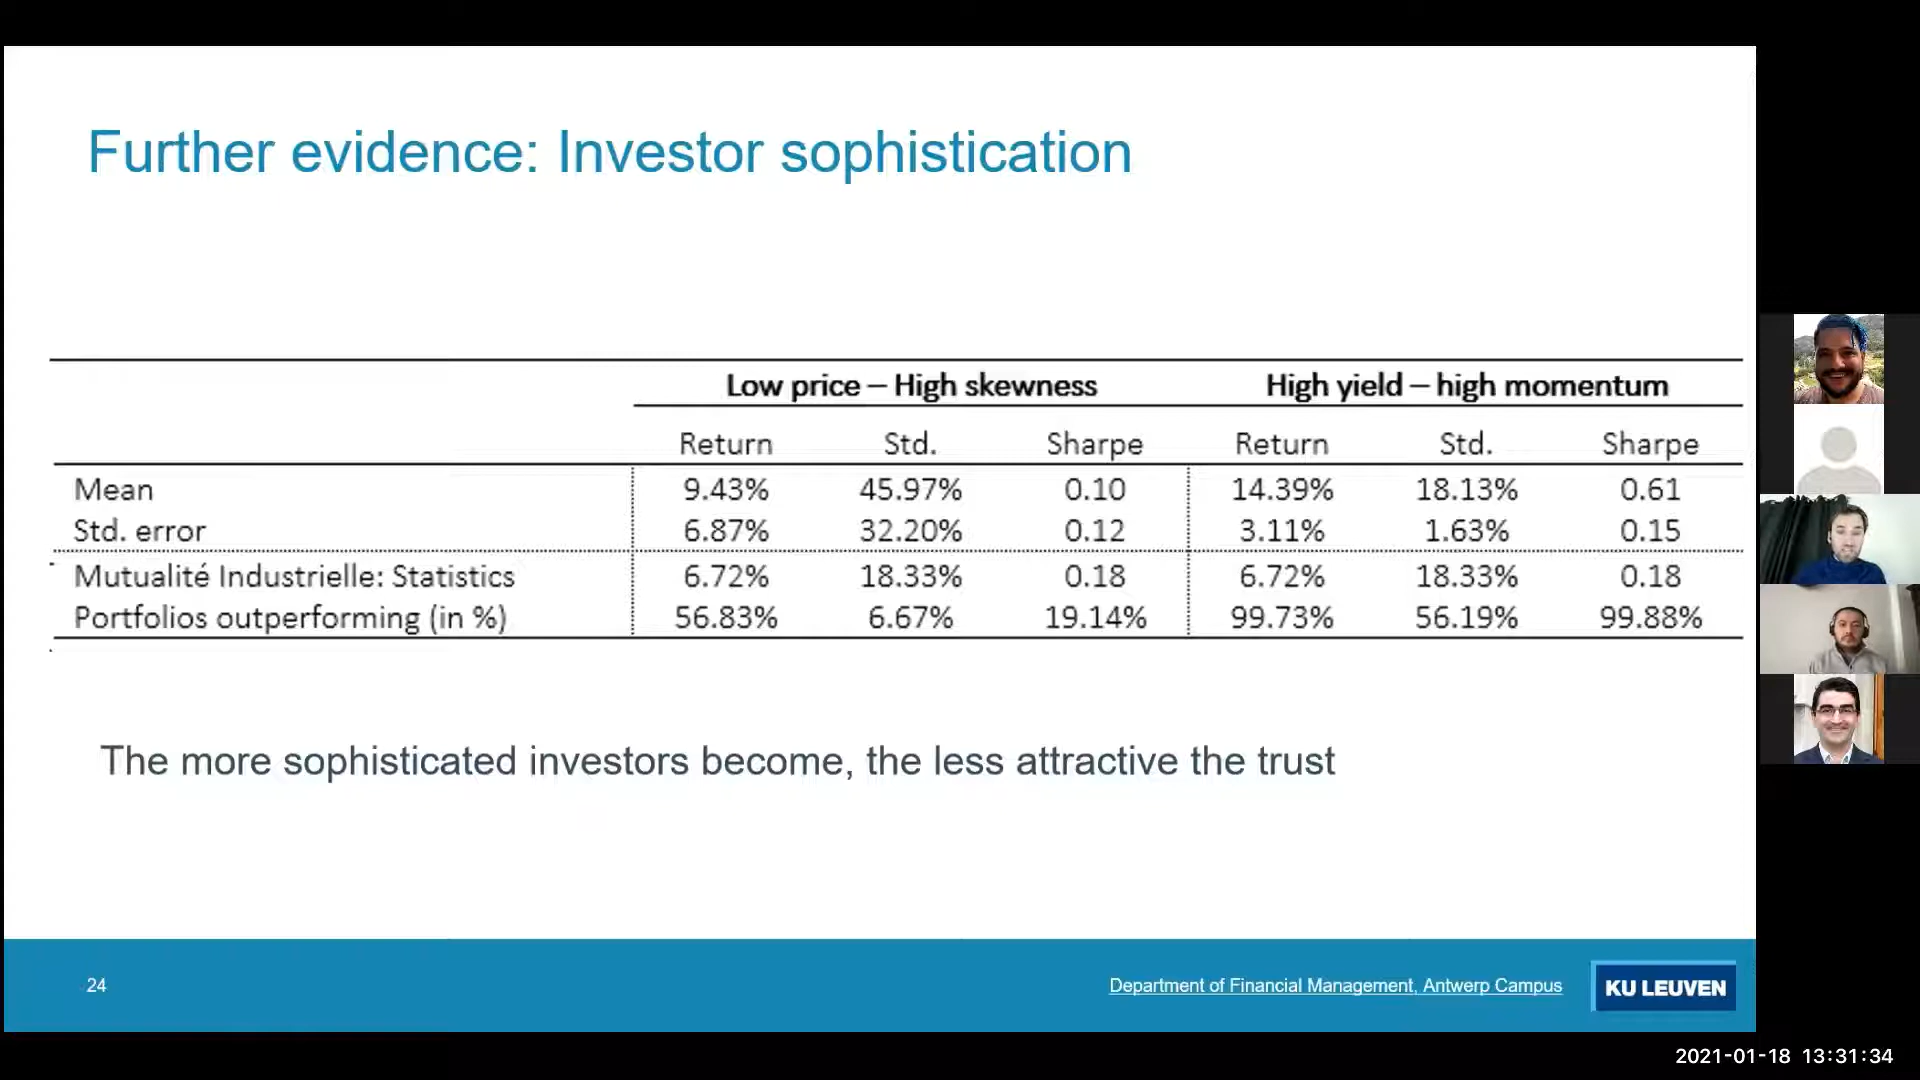 Further evidence: Investor sophistication
Low price – High skewness High yield – high momentum
Return Std. Sharpe Return Std. Sharpe
Mean 9.43% 45.97% 0.10 14.39% 18.13% 0.61
Std. error 6.87% 32.20% 0.12 3.11% 1.63% 0.15
Mutualité Industrielle: Statistics 6.72% 18.33% 0.18 6.72% 18.33% 0.18
Portfolios outperforming (in %) 56.83% 6.67% 19.14% 99.73% 56.19% 99.88%
The more sophisticated investors become, the less attractive the trust
24 Department of Financial Management, Antwerp Campus KU LEUVEN
2021-01-18 13:31:34